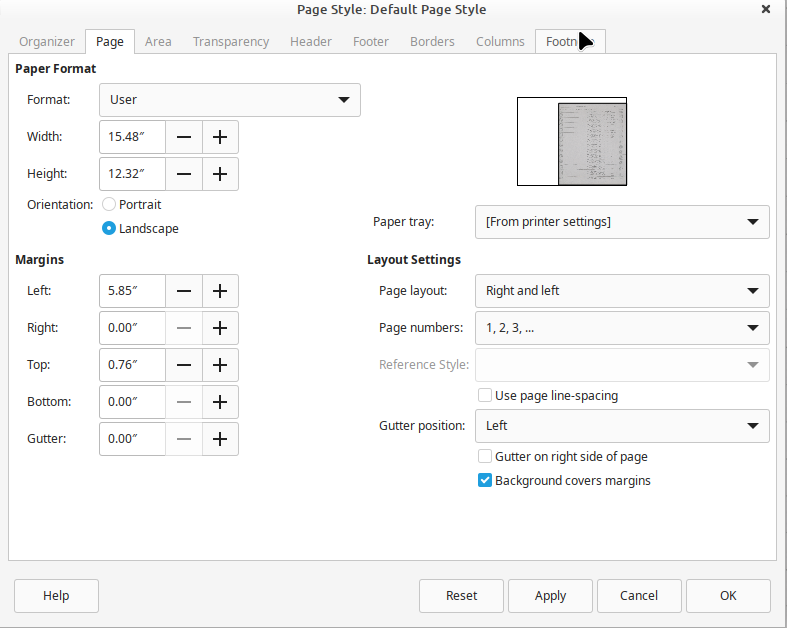 Page Style: Default Page Style
Organizer Page Area Transparency Header Footer Borders Columns
Paper Format
Format: User
Width: 15.48″
Height: 12.32″
Orientation: Portrait
Landscape
Paper tray: [From printer settings]
Margins
Left: 5.85″
Right: 0.00″
Top: 0.76″
Bottom: 0.00″
Gutter: 0.00″
Layout Settings
Page layout: Right and left
Page numbers: 1, 2, 3, ...
Reference Style:
Use page line-spacing
Gutter position: Left
Gutter on right side of page
Background covers margins
Help Reset Apply Cancel OK